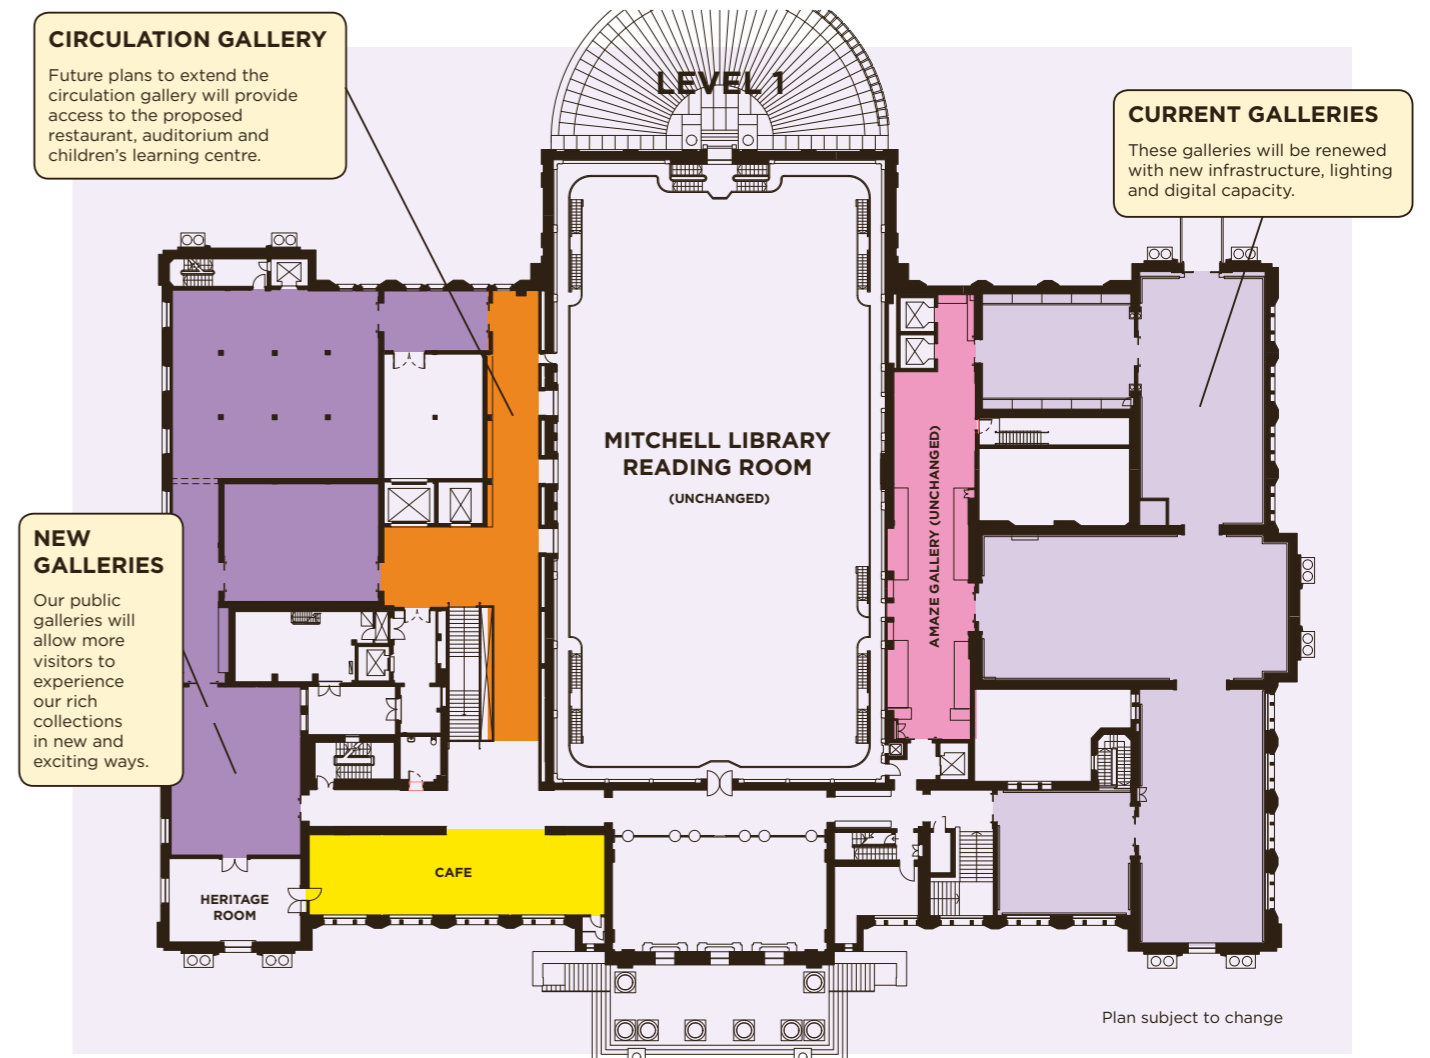 CIRCULATION GALLERY
Future plans to extend the
circulation gallery will provide
access to the proposed
restaurant, auditorium and
children's learning centre.
LEVEL 1
CURRENT GALLERIES
These galleries will be renewed
with new infrastructure, lighting
and digital capacity.
MITCHELL LIBRARY
READING ROOM
(UNCHANGED)
AMAZE GALLERY (UNCHANGED)
NEW
GALLERIES
Our public
galleries will
allow more
visitors to
experience
our rich
collections
in new and
exciting ways.
CAFE
HERITAGE
ROOM
Plan subject to change